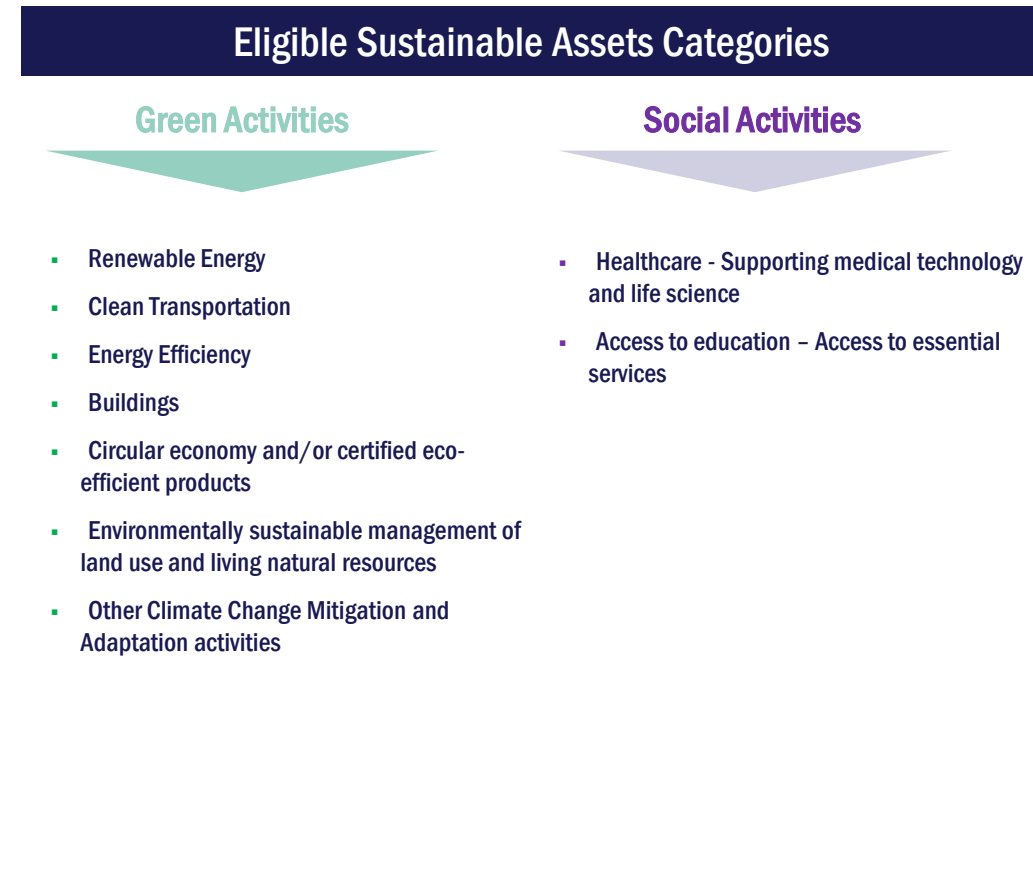 Eligible Sustainable Assets Categories
Green Activities
▪ Renewable Energy
▪ Clean Transportation
▪ Energy Efficiency
▪ Buildings
▪ Circular economy and/or certified eco-
efficient products
▪ Environmentally sustainable management of
land use and living natural resources
▪ Other Climate Change Mitigation and
Adaptation activities
Social Activities
▪ Healthcare - Supporting medical technology
and life science
▪ Access to education – Access to essential
services